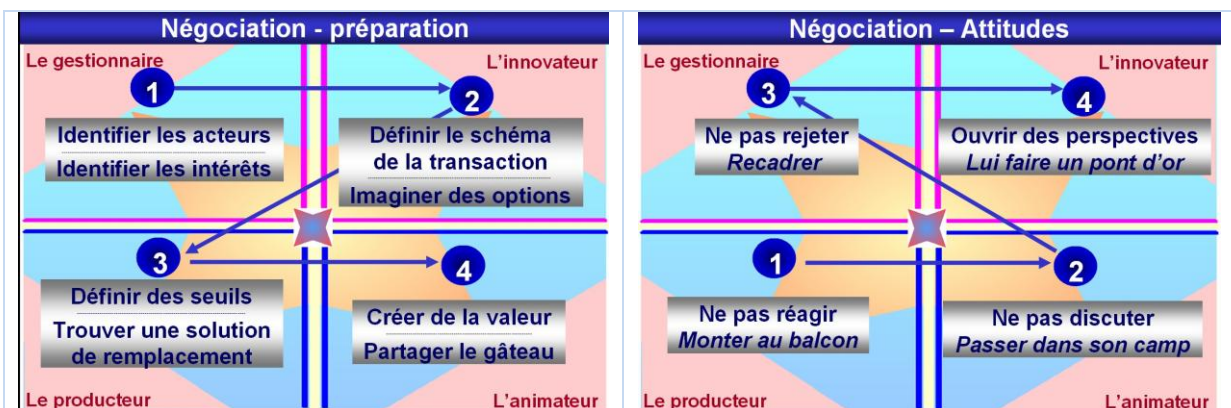 Négociation - préparation
Le gestionnaire
L'innovateur
1
2
Identifier les acteurs
Identifier les intérêts
Définir le schéma
de la transaction
Imaginer des options
3
4
Définir des seuils
Trouver une solution
de remplacement
Créer de la valeur
Partager le gâteau
Le producteur
L'animateur
Négociation – Attitudes
Le gestionnaire
L'innovateur
3
4
Ne pas rejeter
Recadrer
Ouvrir des perspectives
Lui faire un pont d'or
1
2
Ne pas réagir
Monter au balcon
Ne pas discuter
Passer dans son camp
Le producteur
L'animateur